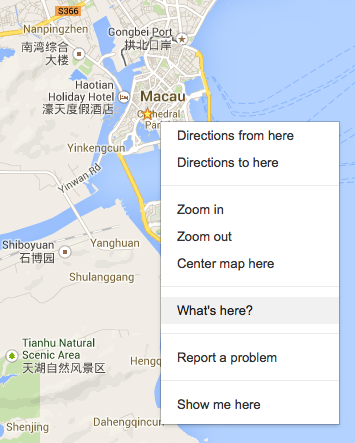 S366
Nanpingzhen
Gongbei Port
拱北口岸
南湾综合
大楼
Haotian
Holiday Hotel
濠天度假酒店
Macau
Cathedral
Par
Yinkengcun
Yinwan Rd
Shiboyuan
石博园
Yanghuan
Shulanggang
Tianhu Natural
Scenic Area
天湖自然风景区
Dahengqincun
Shenjing
Directions from here
Directions to here
Zoom in
Zoom out
Center map here
What's here?
Report a problem
Show me here